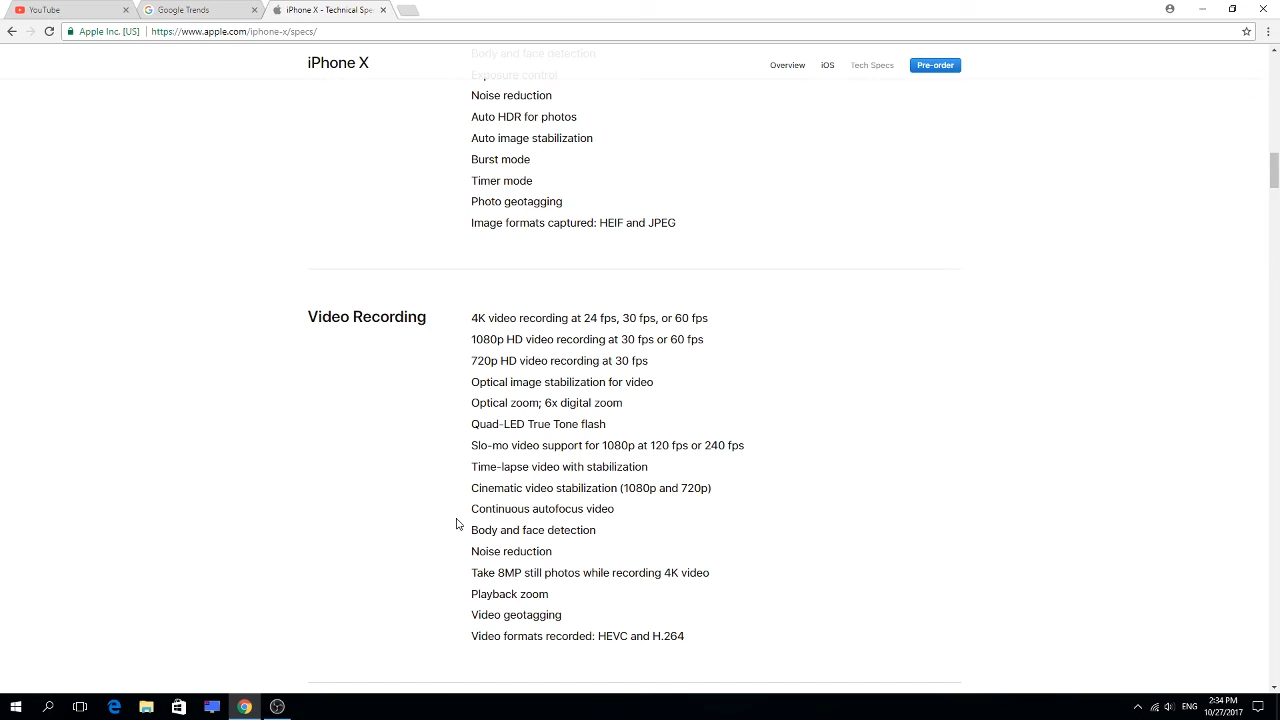 YouTube
Google Trends
iPhone X - Technical Spe
Apple Inc. [US] https://www.apple.com/iphone-x/specs/
iPhone X
Overview
iOS
Tech Specs
Pre-order
Body and face detection
Exposure control
Noise reduction
Auto HDR for photos
Auto image stabilization
Burst mode
Timer mode
Photo geotagging
Image formats captured: HEIF and JPEG
Video Recording
4K video recording at 24 fps, 30 fps, or 60 fps
1080p HD video recording at 30 fps or 60 fps
720p HD video recording at 30 fps
Optical image stabilization for video
Optical zoom; 6x digital zoom
Quad-LED True Tone flash
Slo-mo video support for 1080p at 120 fps or 240 fps
Time-lapse video with stabilization
Cinematic video stabilization (1080p and 720p)
Continuous autofocus video
Body and face detection
Noise reduction
Take 8MP still photos while recording 4K video
Playback zoom
Video geotagging
Video formats recorded: HEVC and H.264
ENG
2:34 PM
10/27/2017